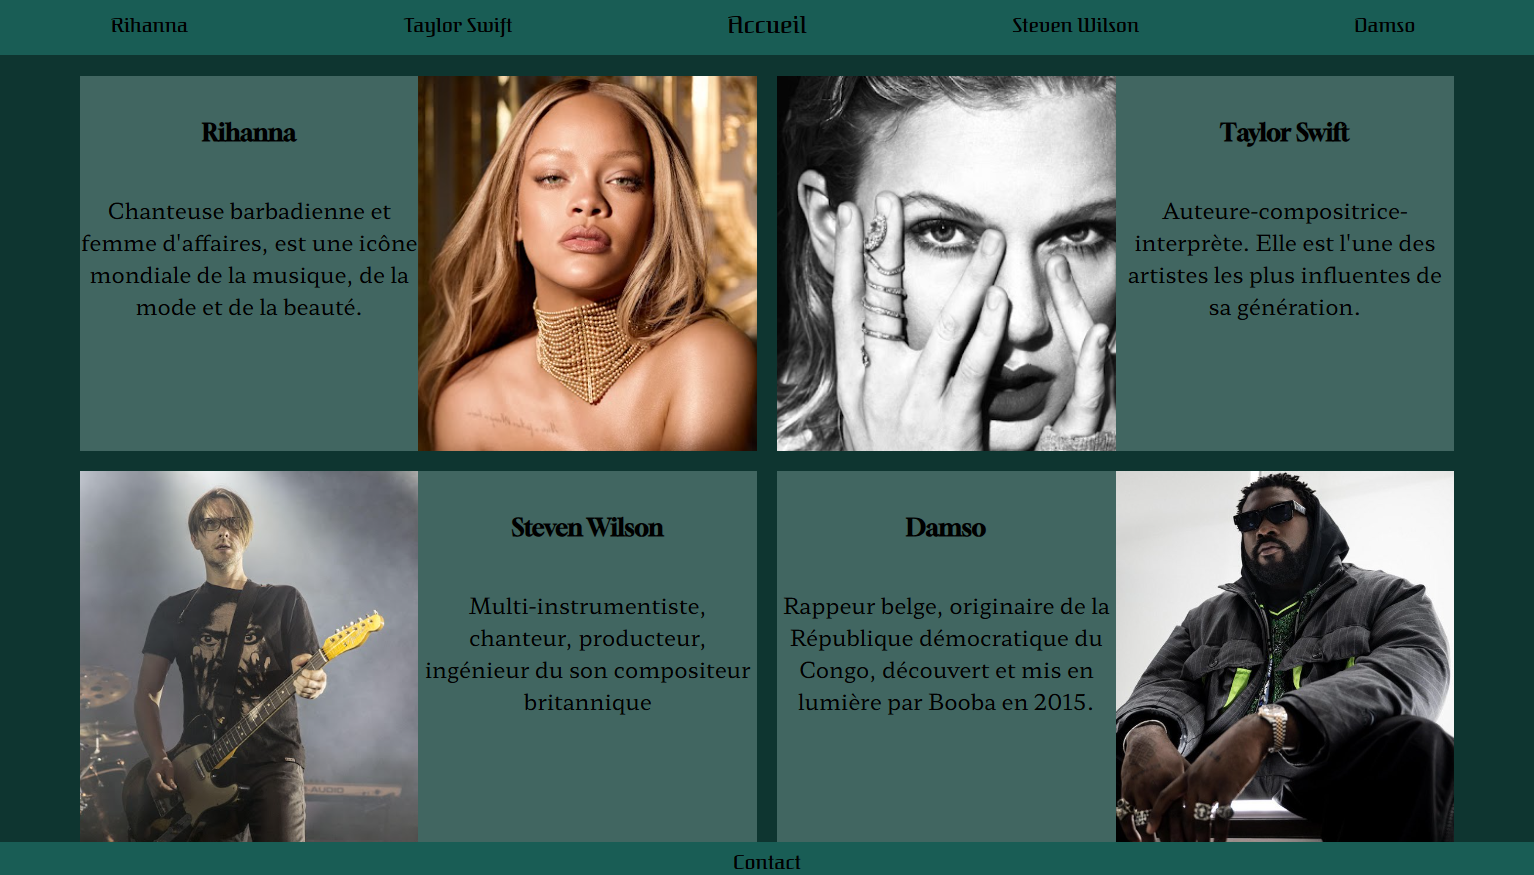 Rihanna Taylor Swift Accueil Steven Wilson Damso
Rihanna
Chanteuse barbadienne et
femme d'affaires, est une icône
mondiale de la musique, de la
mode et de la beauté.
Taylor Swift
Auteure-compositrice-
interprète. Elle est l'une des
artistes les plus influentes de
sa génération.
Steven Wilson
Multi-instrumentiste,
chanteur, producteur,
ingénieur du son compositeur
britannique
Damso
Rappeur belge, originaire de la
République démocratique du
Congo, découvert et mis en
lumière par Booba en 2015.
Contact